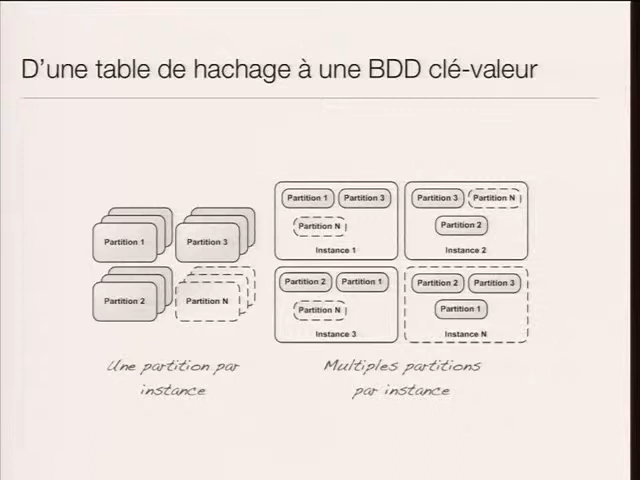 D'une table de hachage à une BDD clé-valeur
Partition 1
Partition 3
Partition 2
Partition N
Une partition par
instance
Partition 1 Partition 3
Partition N
Instance 1
Partition 3 Partition N
Partition 2
Instance 2
Partition 2 Partition 1
Partition N
Instance 3
Partition 2 Partition 3
Partition 1
Instance N
Multiples partitions
par instance